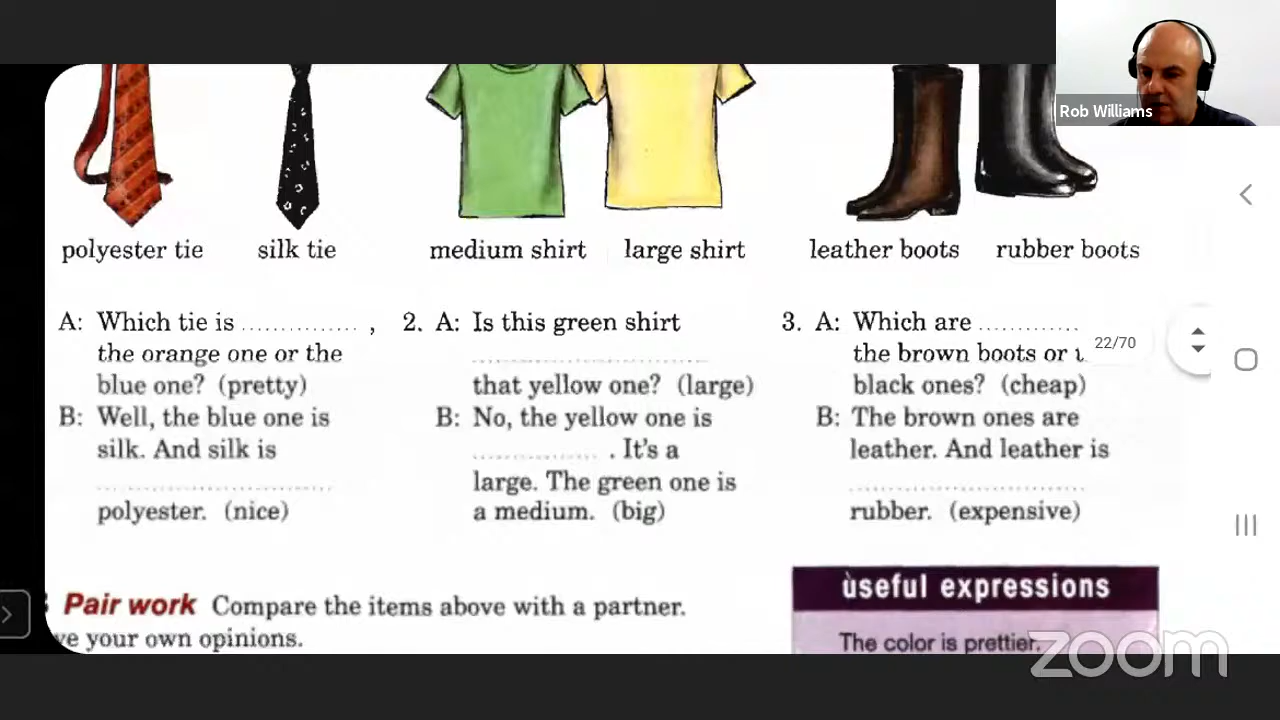 Rob Williams
polyester tie silk tie medium shirt large shirt leather boots rubber boots
A: Which tie is .............. ,
the orange one or the
blue one? (pretty)
B: Well, the blue one is
silk. And silk is
..............................
polyester. (nice)
2. A: Is this green shirt
..............................
that yellow one? (large)
B: No, the yellow one is
................ . It's a
large. The green one is
a medium. (big)
3. A: Which are .............
the brown boots or
black ones? (cheap)
B: The brown ones are
leather. And leather is
..............................
rubber. (expensive)
22/70
Pair work Compare the items above with a partner.
ve your own opinions.
useful expressions
The color is prettier.
zoom